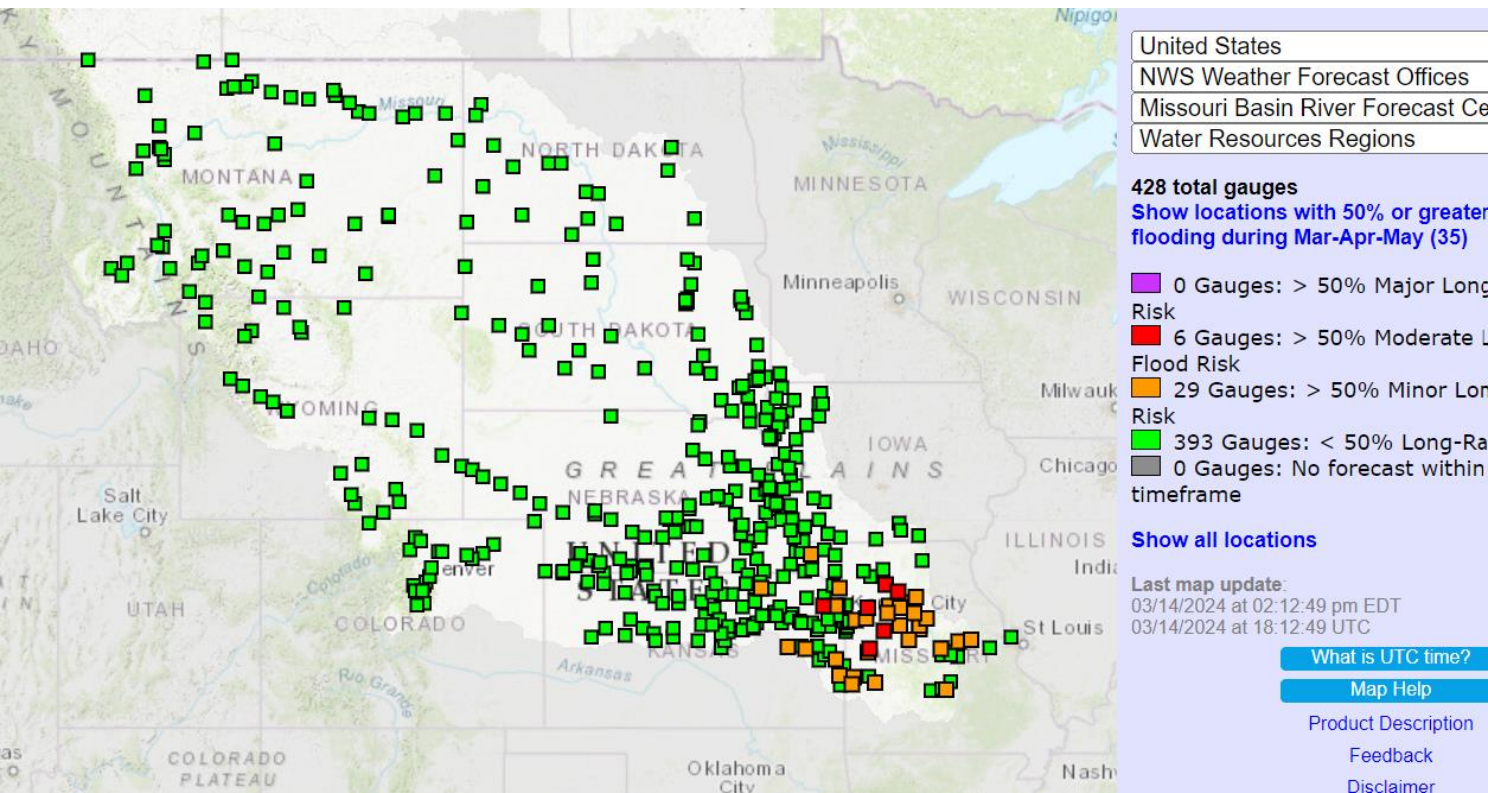 Nipigo
Missouri
NORTH DAKOTA
Mississippi
MOUNTAINS
MONTANA
MINNESOTA
Minneapolis
WISCONSIN
SOUTH DAKOTA
WYOMING
Milwauk
IOWA
GREAT PLAINS
Chicago
NEBRASKA
Salt
Lake City
UNITED
STATES
ILLINOIS
Colorado
enver
UTAH
City
COLORADO
St Louis
KANSAS
MISSOURI
Arkansas
Rio Grande
COLORADO
PLATEAU
Oklahoma
City
Nash
United States
NWS Weather Forecast Offices
Missouri Basin River Forecast Ce
Water Resources Regions
428 total gauges
Show locations with 50% or greater
flooding during Mar-Apr-May (35)
0 Gauges: > 50% Major Long
Risk
6 Gauges: > 50% Moderate L
Flood Risk
29 Gauges: > 50% Minor Lon
Risk
393 Gauges: < 50% Long-Ra
0 Gauges: No forecast within
timeframe
Show all locations
Last map update:
03/14/2024 at 02:12:49 pm EDT
03/14/2024 at 18:12:49 UTC
What is UTC time?
Map Help
Product Description
Feedback
Disclaimer